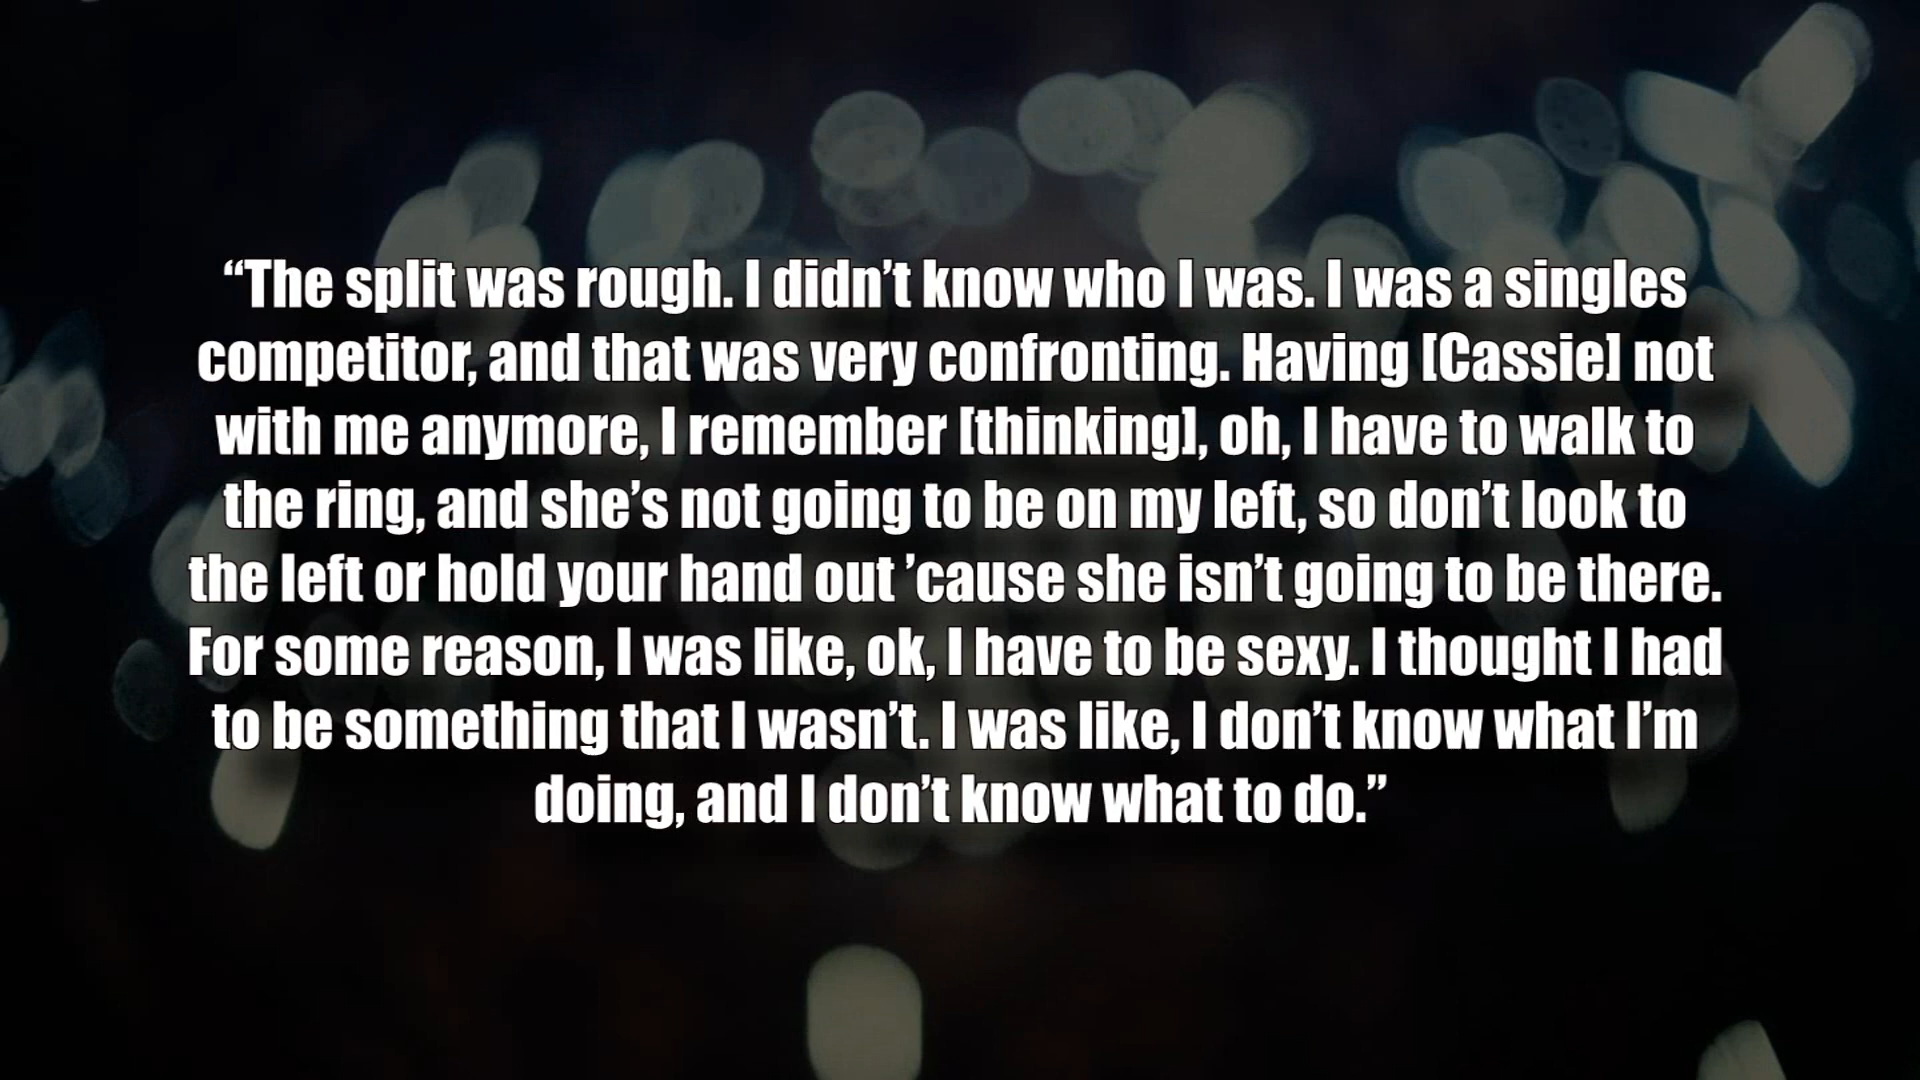 “The split was rough. I didn’t know who I was. I was a singles
competitor, and that was very confronting. Having [Cassie] not
with me anymore, I remember [thinking], oh, I have to walk to
the ring, and she’s not going to be on my left, so don’t look to
the left or hold your hand out ’cause she isn’t going to be there.
For some reason, I was like, ok, I have to be sexy. I thought I had
to be something that I wasn’t. I was like, I don’t know what I’m
doing, and I don’t know what to do.”